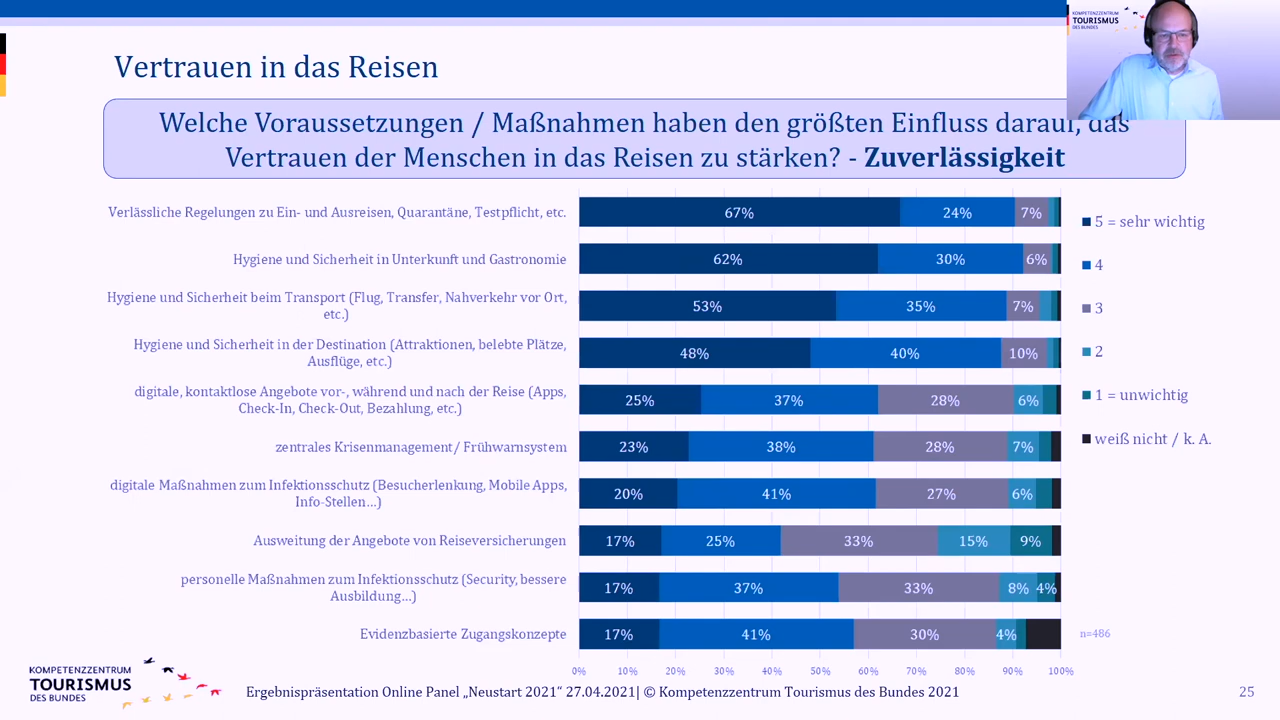 KOMPETENZZENTRUM
TOURISMUS
DES BUNDES
Vertrauen in das Reisen
Welche Voraussetzungen / Maßnahmen haben den größten Einfluss darauf, das
Vertrauen der Menschen in das Reisen zu stärken? - Zuverlässigkeit
Verlässliche Regelungen zu Ein- und Ausreisen, Quarantäne, Testpflicht, etc.
67% 24% 7%
Hygiene und Sicherheit in Unterkunft und Gastronomie
62% 30% 6%
Hygiene und Sicherheit beim Transport (Flug, Transfer, Nahverkehr vor Ort,
etc.)
53% 35% 7%
Hygiene und Sicherheit in der Destination (Attraktionen, belebte Plätze,
Ausflüge, etc.)
48% 40% 10%
digitale, kontaktlose Angebote vor-, während und nach der Reise (Apps,
Check-In, Check-Out, Bezahlung, etc.)
25% 37% 28% 6%
zentrales Krisenmanagement/ Frühwarnsystem
23% 38% 28% 7%
digitale Maßnahmen zum Infektionsschutz (Besucherlenkung, Mobile Apps,
Info-Stellen...)
20% 41% 27% 6%
Ausweitung der Angebote von Reiseversicherungen
17% 25% 33% 15% 9%
personelle Maßnahmen zum Infektionsschutz (Security, bessere
Ausbildung...)
17% 37% 33% 8% 4%
Evidenzbasierte Zugangskonzepte
17% 41% 30% 4%
0% 10% 20% 30% 40% 50% 60% 70% 80% 90% 100%
5 = sehr wichtig
4
3
2
1 = unwichtig
weiß nicht / k. A.
n=486
KOMPETENZZENTRUM
TOURISMUS
DES BUNDES
Ergebnispräsentation Online Panel „Neustart 2021“ 27.04.2021| © Kompetenzzentrum Tourismus des Bundes 2021
25